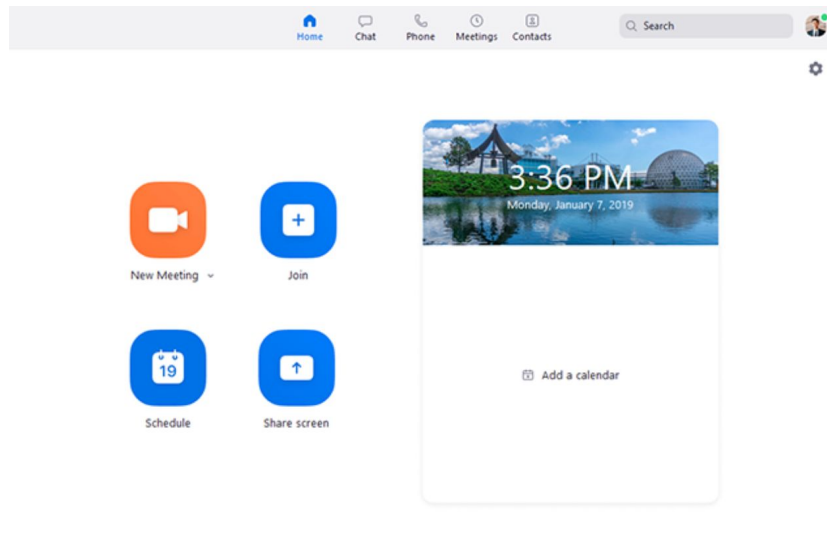 Home
Chat
Phone
Meetings
Contacts
Search
3:36 PM
Monday, January 7, 2019
New Meeting
Join
19
Schedule
Share screen
Add a calendar